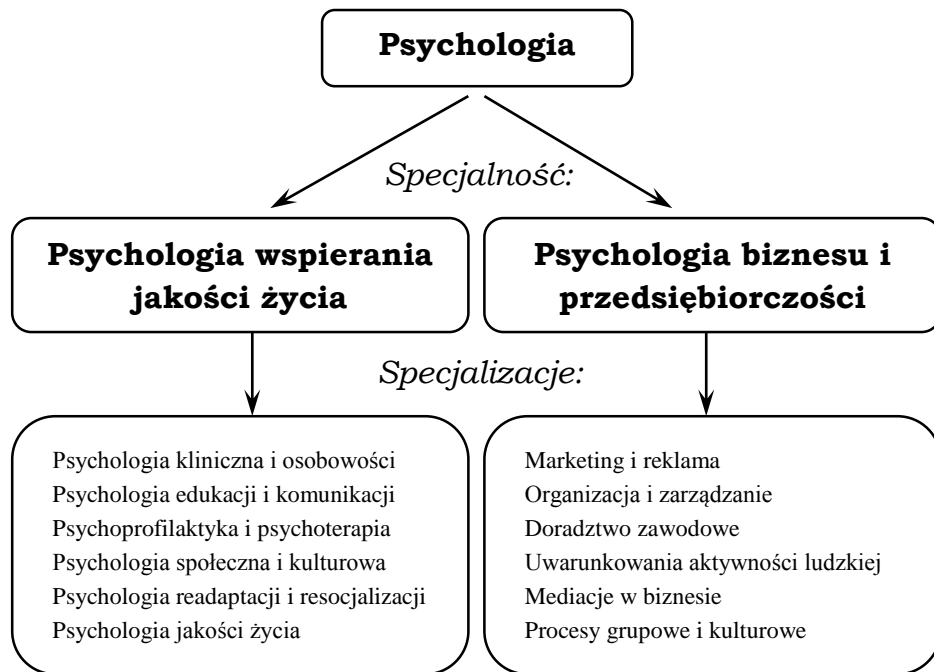 Psychologia
Specjalność:
Psychologia wspierania
jakości życia
Psychologia biznesu i
przedsiębiorczości
Specjalizacje:
Psychologia kliniczna i osobowości
Psychologia edukacji i komunikacji
Psychoprofilaktyka i psychoterapia
Psychologia społeczna i kulturowa
Psychologia readaptacji i resocjalizacji
Psychologia jakości życia
Marketing i reklama
Organizacja i zarządzanie
Doradztwo zawodowe
Uwarunkowania aktywności ludzkiej
Mediacje w biznesie
Procesy grupowe i kulturowe